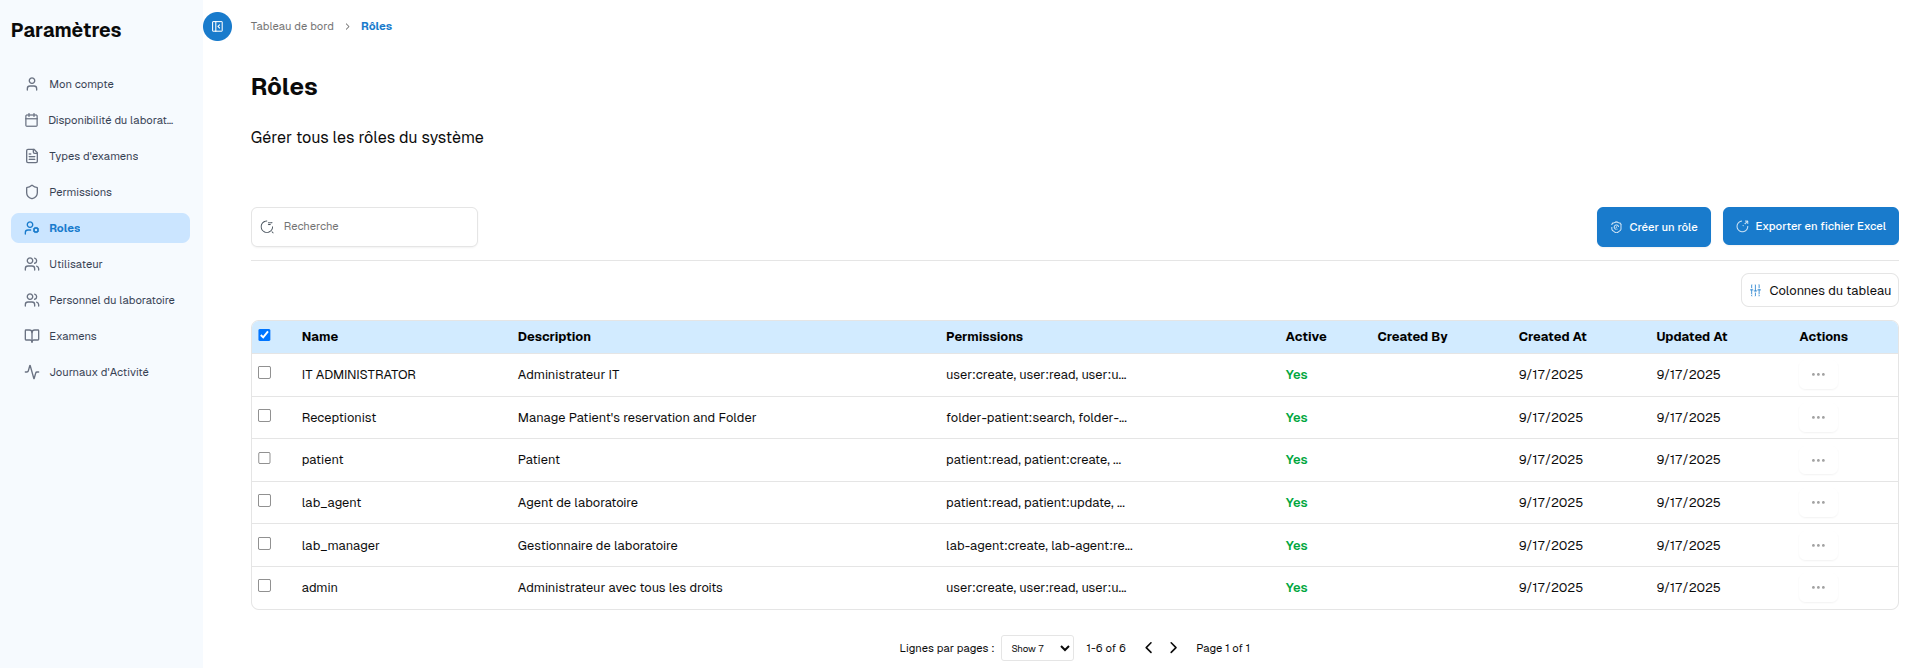 Paramètres
Mon compte
Disponibilité du laborat...
Types d'examens
Permissions
Roles
Utilisateur
Personnel du laboratoire
Examens
Journaux d'Activité
Tableau de bord > Rôles
Rôles
Gérer tous les rôles du système
Recherche
Créer un rôle
Exporter en fichier Excel
Colonnes du tableau
Name Description Permissions Active Created By Created At Updated At Actions
IT ADMINISTRATOR Administrateur IT user:create, user:read, user:u... Yes 9/17/2025 9/17/2025 ...
Receptionist Manage Patient's reservation and Folder folder-patient:search, folder-... Yes 9/17/2025 9/17/2025 ...
patient Patient patient:read, patient:create, ... Yes 9/17/2025 9/17/2025 ...
lab_agent Agent de laboratoire patient:read, patient:update, ... Yes 9/17/2025 9/17/2025 ...
lab_manager Gestionnaire de laboratoire lab-agent:create, lab-agent:re... Yes 9/17/2025 9/17/2025 ...
admin Administrateur avec tous les droits user:create, user:read, user:u... Yes 9/17/2025 9/17/2025 ...
Lignes par pages : Show 7 1-6 of 6 < > Page 1 of 1